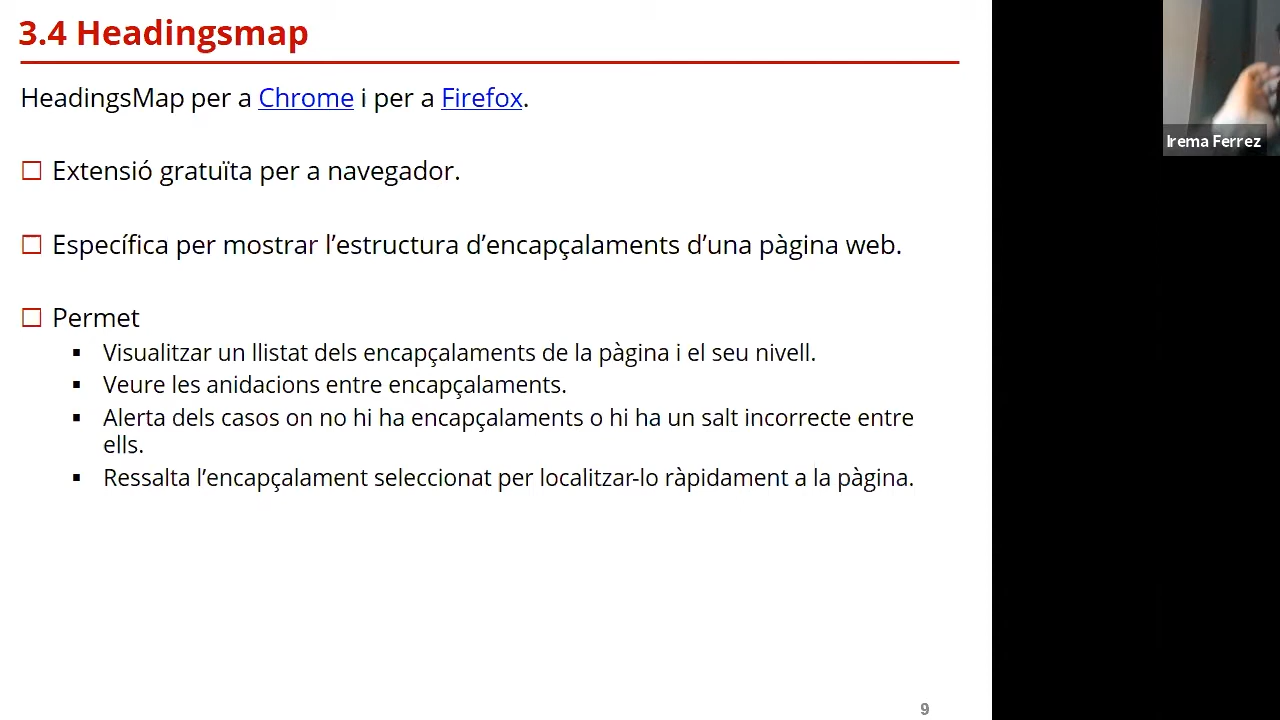 3.4 Headingsmap
HeadingsMap per a Chrome i per a Firefox.
Extensió gratuïta per a navegador.
Específica per mostrar l’estructura d’encapçalaments d’una pàgina web.
Permet
Visualitzar un llistat dels encapçalaments de la pàgina i el seu nivell.
Veure les anidacions entre encapçalaments.
Alerta dels casos on no hi ha encapçalaments o hi ha un salt incorrecte entre
ells.
Ressalta l’encapçalament seleccionat per localitzar-lo ràpidament a la pàgina.
9
Irema Ferrez